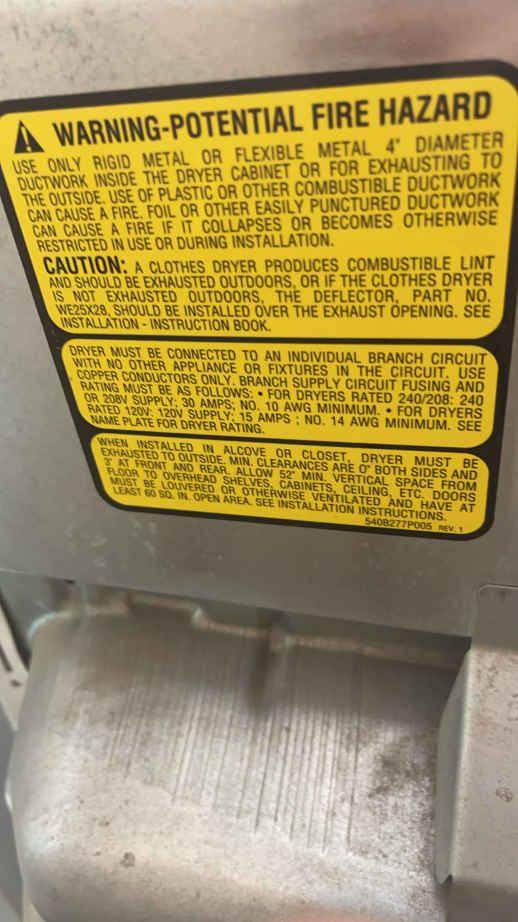 WARNING-POTENTIAL FIRE HAZARD
USE ONLY RIGID METAL OR FLEXIBLE METAL 4" DIAMETER
DUCTWORK INSIDE THE DRYER CABINET OR FOR EXHAUSTING TO
THE OUTSIDE. USE OF PLASTIC OR OTHER COMBUSTIBLE DUCTWORK
CAN CAUSE A FIRE. FOIL OR OTHER EASILY PUNCTURED DUCTWORK
CAN CAUSE A FIRE IF IT COLLAPSES OR BECOMES OTHERWISE
RESTRICTED IN USE OR DURING INSTALLATION.
CAUTION: A CLOTHES DRYER PRODUCES COMBUSTIBLE LINT
AND SHOULD BE EXHAUSTED OUTDOORS, OR IF THE CLOTHES DRYER
IS NOT EXHAUSTED OUTDOORS, THE DEFLECTOR, PART NO.
WE25X28, SHOULD BE INSTALLED OVER THE EXHAUST OPENING. SEE
INSTALLATION - INSTRUCTION BOOK.
DRYER MUST BE CONNECTED TO AN INDIVIDUAL BRANCH CIRCUIT
WITH NO OTHER APPLIANCE OR FIXTURES IN THE CIRCUIT. USE
COPPER CONDUCTORS ONLY. BRANCH SUPPLY CIRCUIT FUSING AND
RATING MUST BE AS FOLLOWS: • FOR DRYERS RATED 240/208: 240
OR 208V SUPPLY; 30 AMPS; NO. 10 AWG MINIMUM. • FOR DRYERS
RATED 120V: 120V SUPPLY: 15 AMPS ; NO. 14 AWG MINIMUM. SEE
NAME PLATE FOR DRYER RATING.
WHEN INSTALLED IN ALCOVE OR CLOSET, DRYER MUST BE
EXHAUSTED TO OUTSIDE. MIN. CLEARANCES ARE 0" BOTH SIDES AND
3" AT FRONT AND REAR. ALLOW 52" MIN. VERTICAL SPACE FROM
FLOOR TO OVERHEAD SHELVES, CABINETS, CEILING, ETC. DOORS
MUST BE LOUVERED OR OTHERWISE VENTILATED AND HAVE AT
LEAST 60 SQ. IN. OPEN AREA. SEE INSTALLATION INSTRUCTIONS.
540B277P005 REV. 1